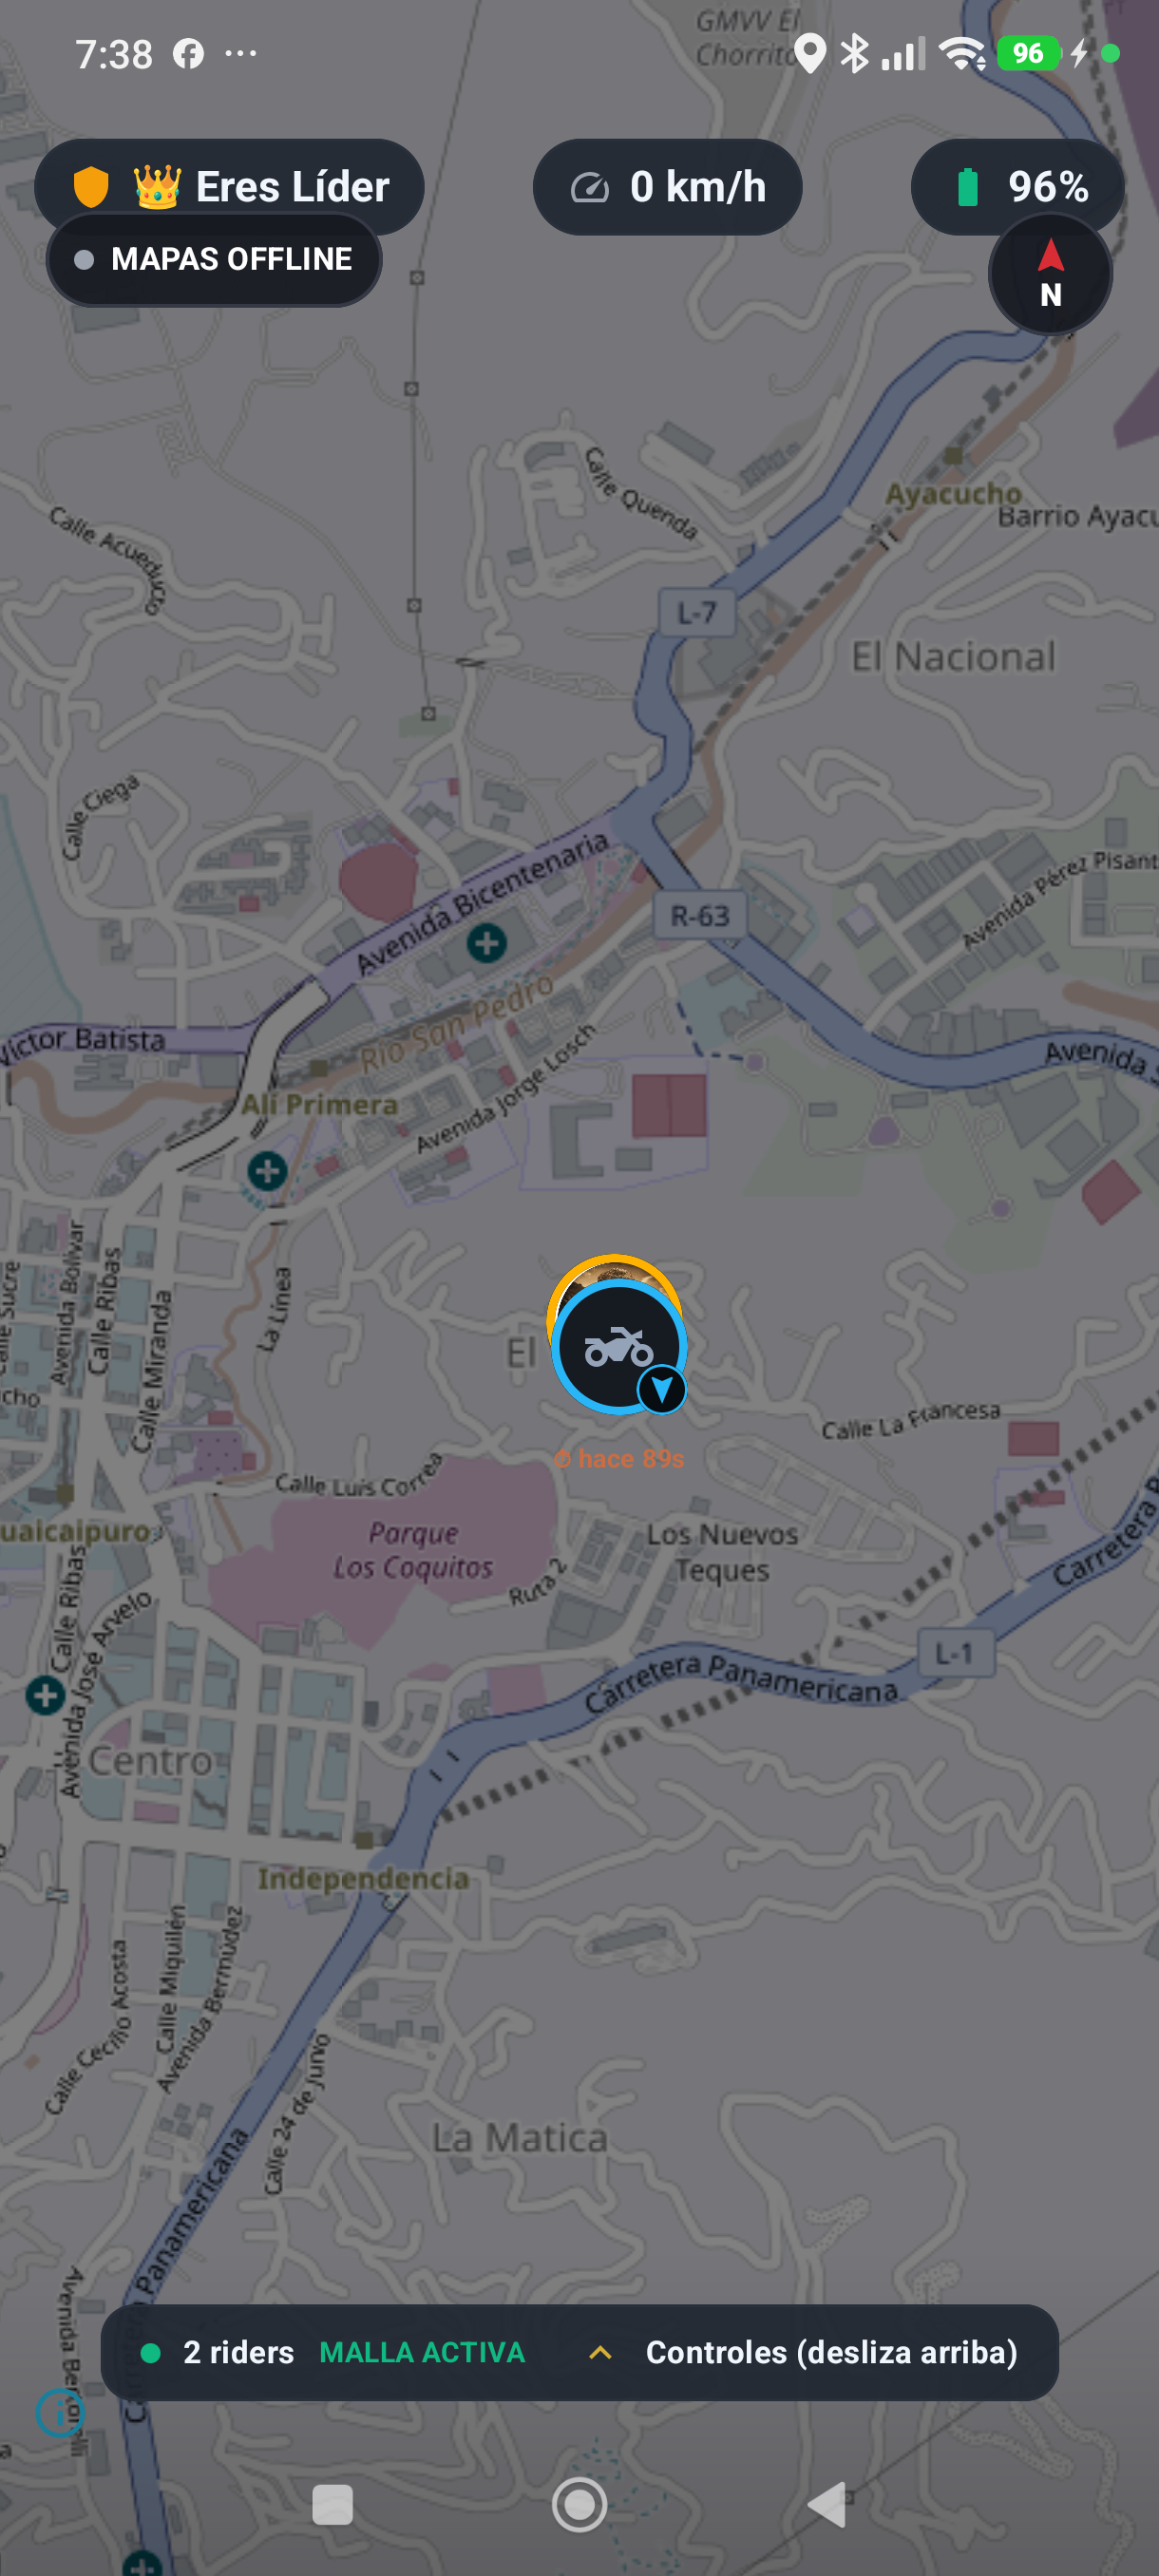 7:38
96
GMVV El
Chorrito
👑 Eres Líder
0 km/h
96%
MAPAS OFFLINE
N
Calle Quenda
Ayacucho
Barrio Ayacu
Calle Acueducto
L-7
El Nacional
Calle Ciega
Avenida Bicentenaria
Avenida Pérez Pisant
R-63
Río San Pedro
Víctor Batista
Avenida Jorge Losch
Avenida
Alí Primera
Avenida Bolívar
Calle Ribas
Calle Miranda
La Línea
Sucre
El
cho
Calle La Francesa
hace 89s
Calle Luis Correa
Parque
Los Coquitos
Los Nuevos
Teques
Ruta 2
uaicaipuro
Calle Ribas
Avenida José Arvelo
Carretera P
L-1
Carretera Panamericana
Centro
Independencia
Calle Miquilén
Avenida Bermúdez
Calle Cecilio Acosta
Calle 24 de Junio
La Matica
Carretera Panamericana
2 riders MALLA ACTIVA Controles (desliza arriba)